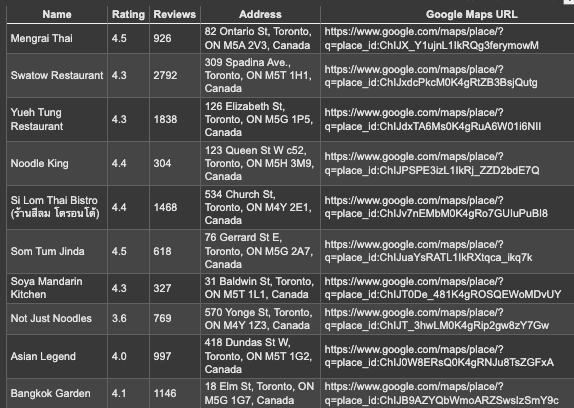 Name Rating Reviews Address Google Maps URL
Mengrai Thai 4.5 926 82 Ontario St, Toronto, ON M5A 2V3, Canada https://www.google.com/maps/place/?q=place_id:ChIJX_Y1ujnL1IkRQg3ferymowM
Swatow Restaurant 4.3 2792 309 Spadina Ave., Toronto, ON M5T 1H1, Canada https://www.google.com/maps/place/?q=place_id:ChIJxdcPkcM0K4gRtZB3BsjQutg
Yueh Tung Restaurant 4.3 1838 126 Elizabeth St, Toronto, ON M5G 1P5, Canada https://www.google.com/maps/place/?q=place_id:ChIJdxTA6Ms0K4gRuA6W01i6NII
Noodle King 4.4 304 123 Queen St W c52, Toronto, ON M5H 3M9, Canada https://www.google.com/maps/place/?q=place_id:ChIJPSPE3izL1IkRj_ZZD2bdE7Q
Si Lom Thai Bistro (ร้านสีลม โตรอนโต้) 4.4 1468 534 Church St, Toronto, ON M4Y 2E1, Canada https://www.google.com/maps/place/?q=place_id:ChIJv7nEMbM0K4gRo7GUIuPuBI8
Som Tum Jinda 4.5 618 76 Gerrard St E, Toronto, ON M5G 2A7, Canada https://www.google.com/maps/place/?q=place_id:ChIJuaYsRATL1IkRXtqca_ikq7k
Soya Mandarin Kitchen 4.3 327 31 Baldwin St, Toronto, ON M5T 1L1, Canada https://www.google.com/maps/place/?q=place_id:ChIJT0De_481K4gROSQEWoMDvUY
Not Just Noodles 3.6 769 570 Yonge St, Toronto, ON M4Y 1Z3, Canada https://www.google.com/maps/place/?q=place_id:ChIJT_3hwLM0K4gRip2gw8zY7Gw
Asian Legend 4.0 997 418 Dundas St W, Toronto, ON M5T 1G2, Canada https://www.google.com/maps/place/?q=place_id:ChIJ0W8ERsQ0K4gRNJu8TsZGFxA
Bangkok Garden 4.1 1146 18 Elm St, Toronto, ON M5G 1G7, Canada https://www.google.com/maps/place/?q=place_id:ChIJB9AZYQbWmoARZSwsIzSmY9c